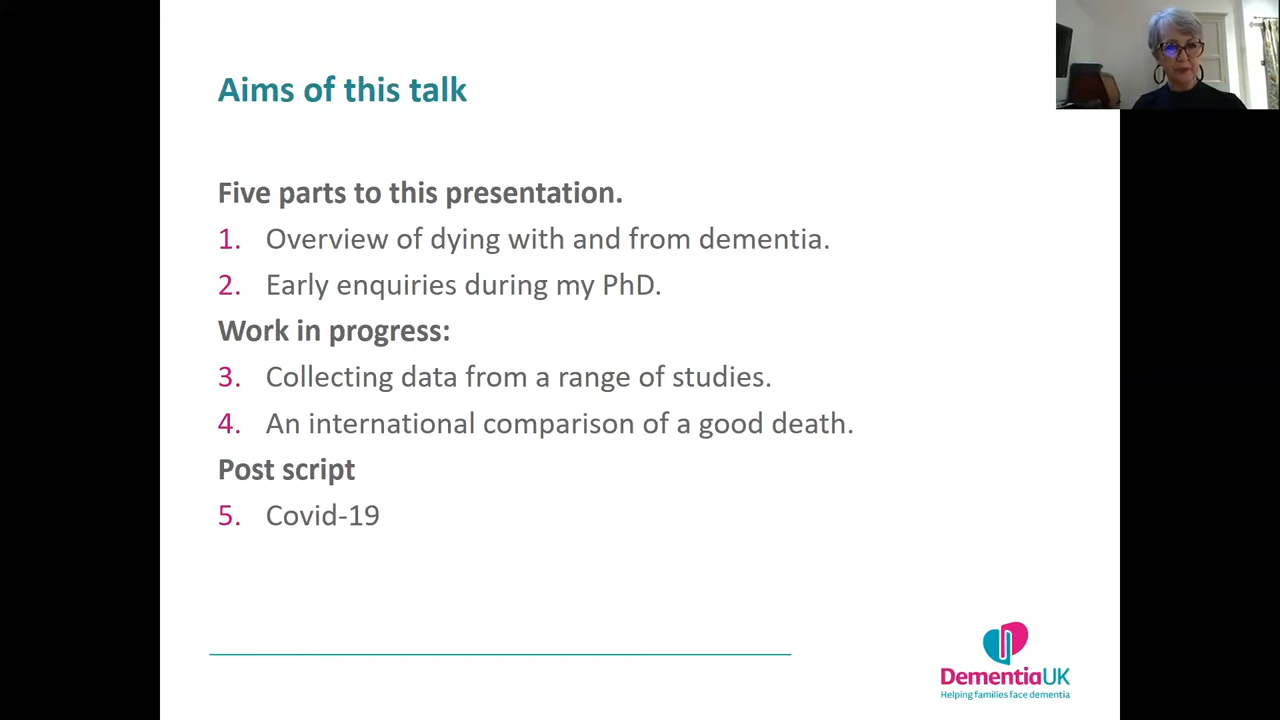 Aims of this talk
Five parts to this presentation.
1. Overview of dying with and from dementia.
2. Early enquiries during my PhD.
Work in progress:
3. Collecting data from a range of studies.
4. An international comparison of a good death.
Post script
5. Covid-19
DementiaUK
Helping families face dementia